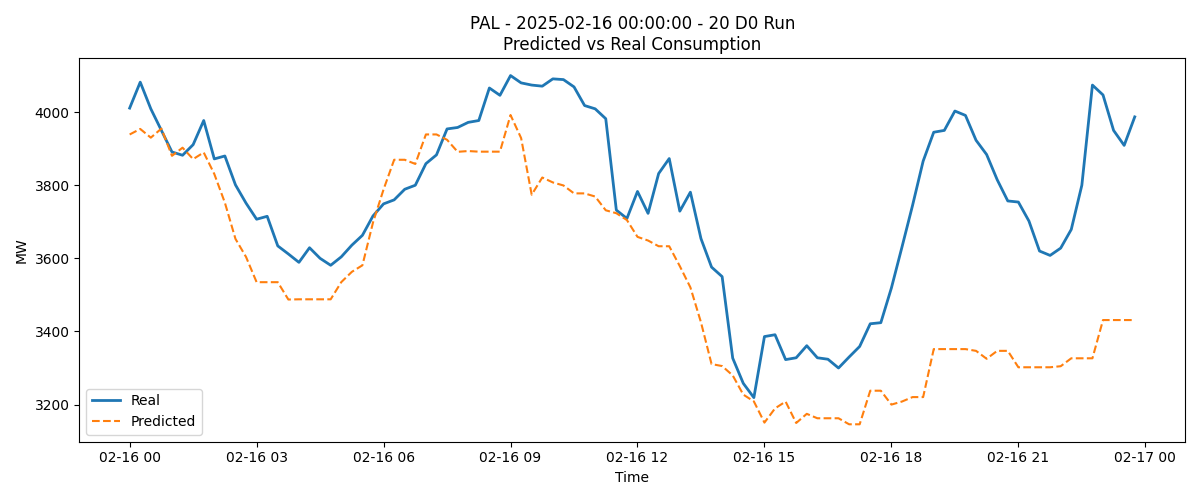 PAL - 2025-02-16 00:00:00 - 20 D0 Run
Predicted vs Real Consumption
MW
4000
3800
3600
3400
3200
Real
Predicted
02-16 00
02-16 03
02-16 06
02-16 09
02-16 12
02-16 15
02-16 18
02-16 21
02-17 00
Time